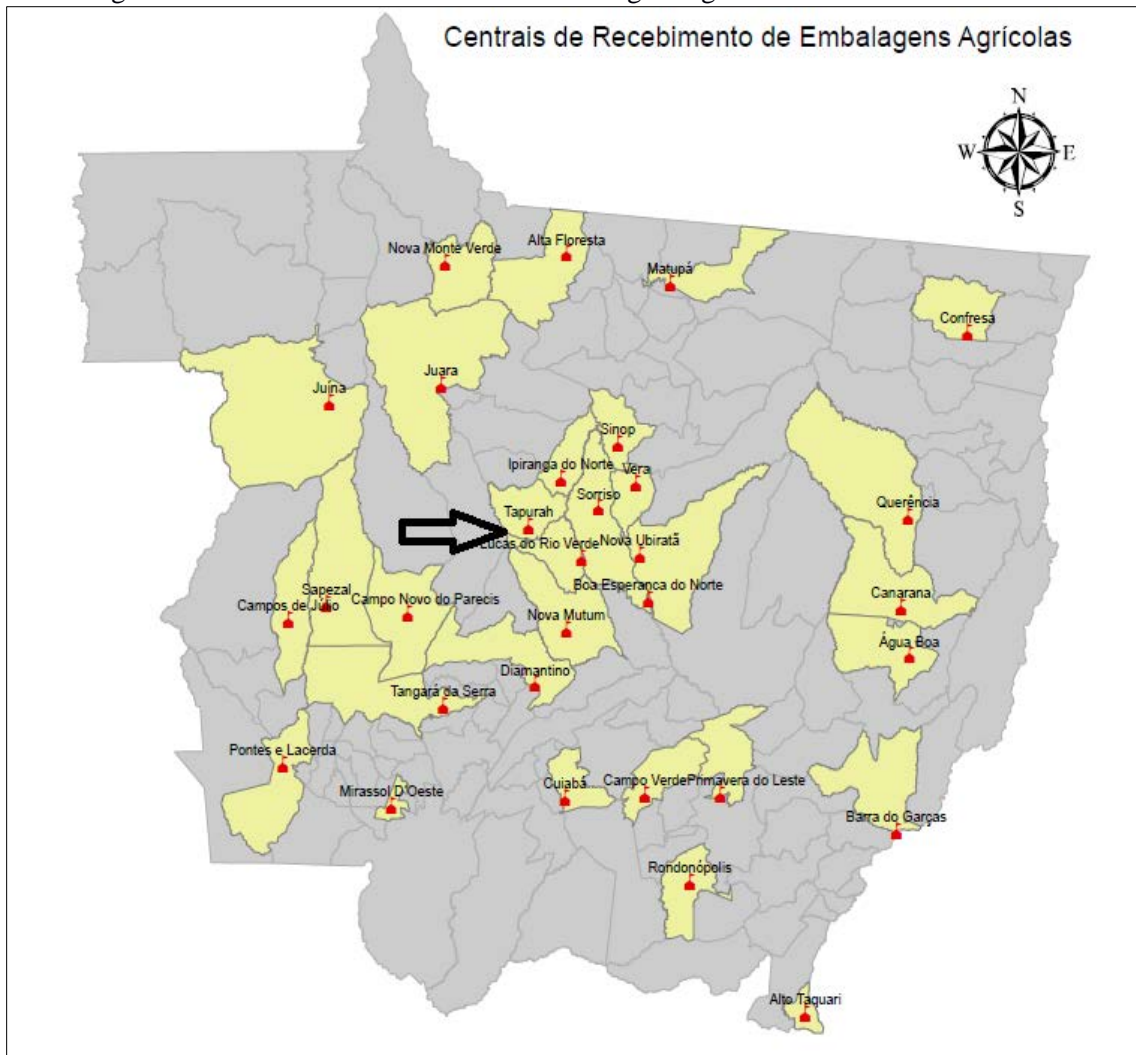 Centrais de Recebimento de Embalagens Agrícolas
N
W E
S
Nova Monte Verde
Alta Floresta
Matupá
Confresa
Juína
Juara
Sinop
Ipiranga do Norte
Vera
Sorriso
Tapurah
Querência
Lucas do Rio Verde
Nova Ubiratã
Boa Esperança do Norte
Sapezal
Campos de Júlio
Campo Novo do Parecis
Canarana
Nova Mutum
Água Boa
Diamantino
Tangará da Serra
Pontes e Lacerda
Mirassol D'Oeste
Cuiabá
Campo Verde
Primavera do Leste
Barra do Garças
Rondonópolis
Alto Taquari